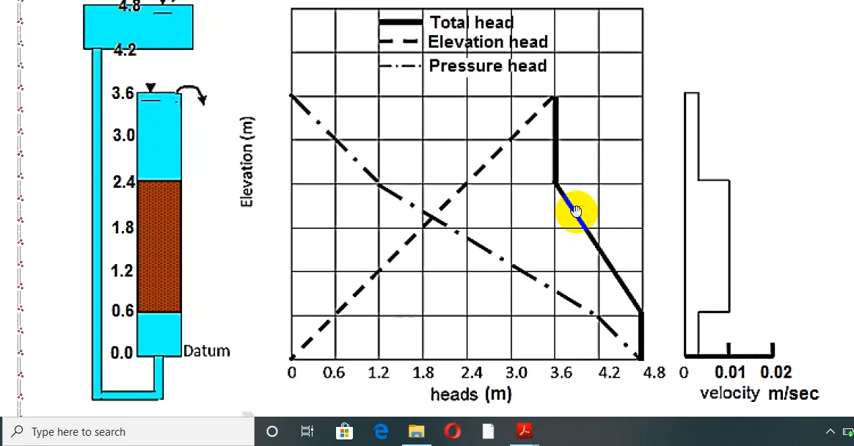 4.8
4.2
3.6
3.0
2.4
1.8
1.2
0.6
0.0
Datum
Total head
Elevation head
Pressure head
Elevation (m)
0 0.6 1.2 1.8 2.4 3.0 3.6 4.2 4.8
heads (m)
0 0.01 0.02
velocity m/sec
Type here to search